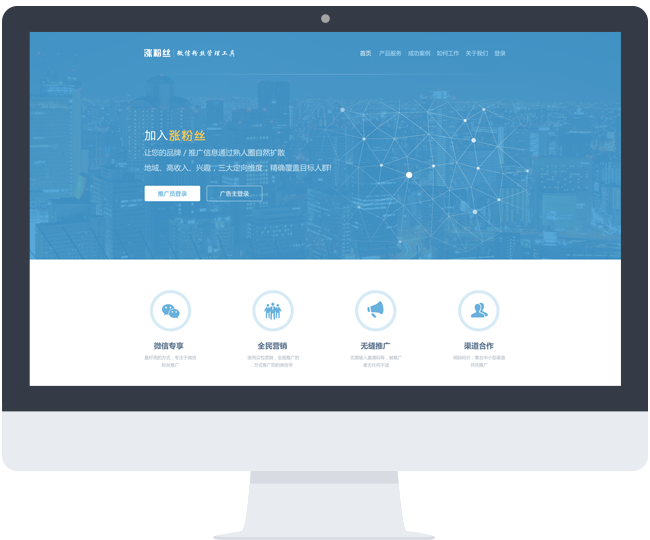 涨粉丝 微信粉丝管理工具
首页 产品服务 成功案例 如何工作 关于我们 登录
加入涨粉丝
让您的品牌 / 推广信息通过熟人圈自然扩散
地域、高收入、兴趣，三大定向维度，精确覆盖目标人群!
推广员登录 广告主登录
微信专享 全民营销 无缝推广 渠道合作